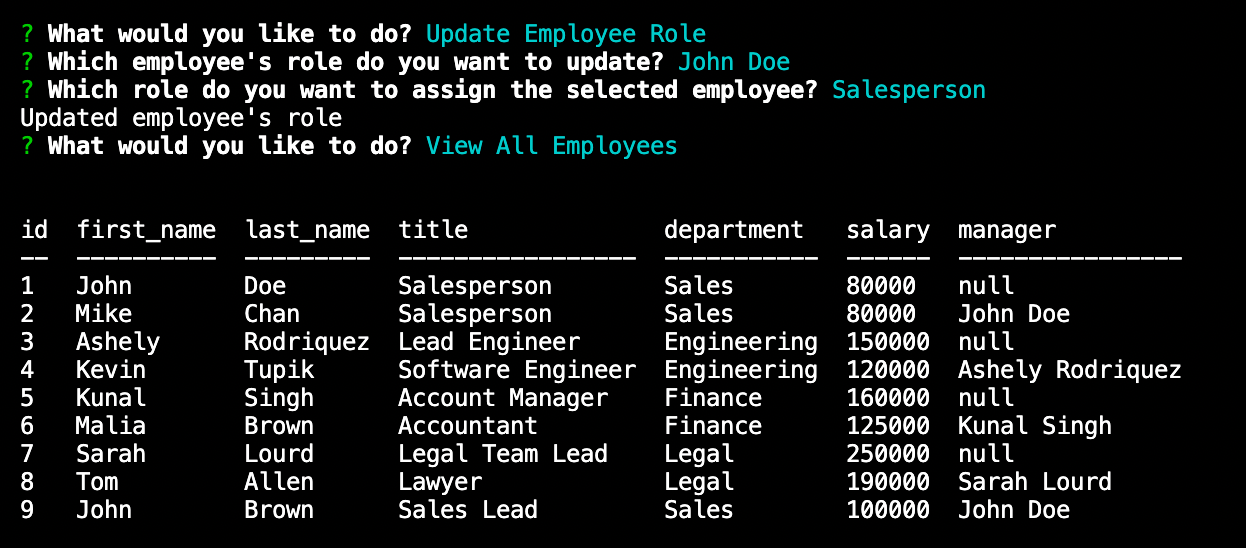 ? What would you like to do? Update Employee Role
? Which employee's role do you want to update? John Doe
? Which role do you want to assign the selected employee? Salesperson
Updated employee's role
? What would you like to do? View All Employees
id  first_name  last_name  title              department   salary  manager
--  ----------  ---------  -----------------  -----------  ------  ----------------
1   John        Doe        Salesperson        Sales        80000   null
2   Mike        Chan       Salesperson        Sales        80000   John Doe
3   Ashely      Rodriquez  Lead Engineer      Engineering  150000  null
4   Kevin       Tupik      Software Engineer  Engineering  120000  Ashely Rodriquez
5   Kunal       Singh      Account Manager    Finance      160000  null
6   Malia       Brown      Accountant         Finance      125000  Kunal Singh
7   Sarah       Lourd      Legal Team Lead    Legal        250000  null
8   Tom         Allen      Lawyer             Legal        190000  Sarah Lourd
9   John        Brown      Sales Lead         Sales        100000  John Doe